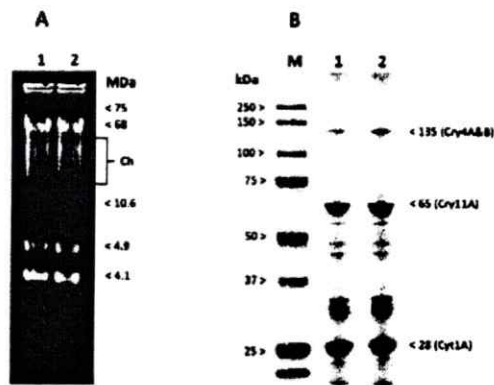 A
1 2
MDa
< 75
< 68
Ch
< 10.6
< 4.9
< 4.1
B
kDa M 1 2
250 >
150 >
100 >
75 >
50 >
37 >
25 >
< 135 (Cry4A&B)
< 65 (Cry11A)
< 28 (Cyt1A)